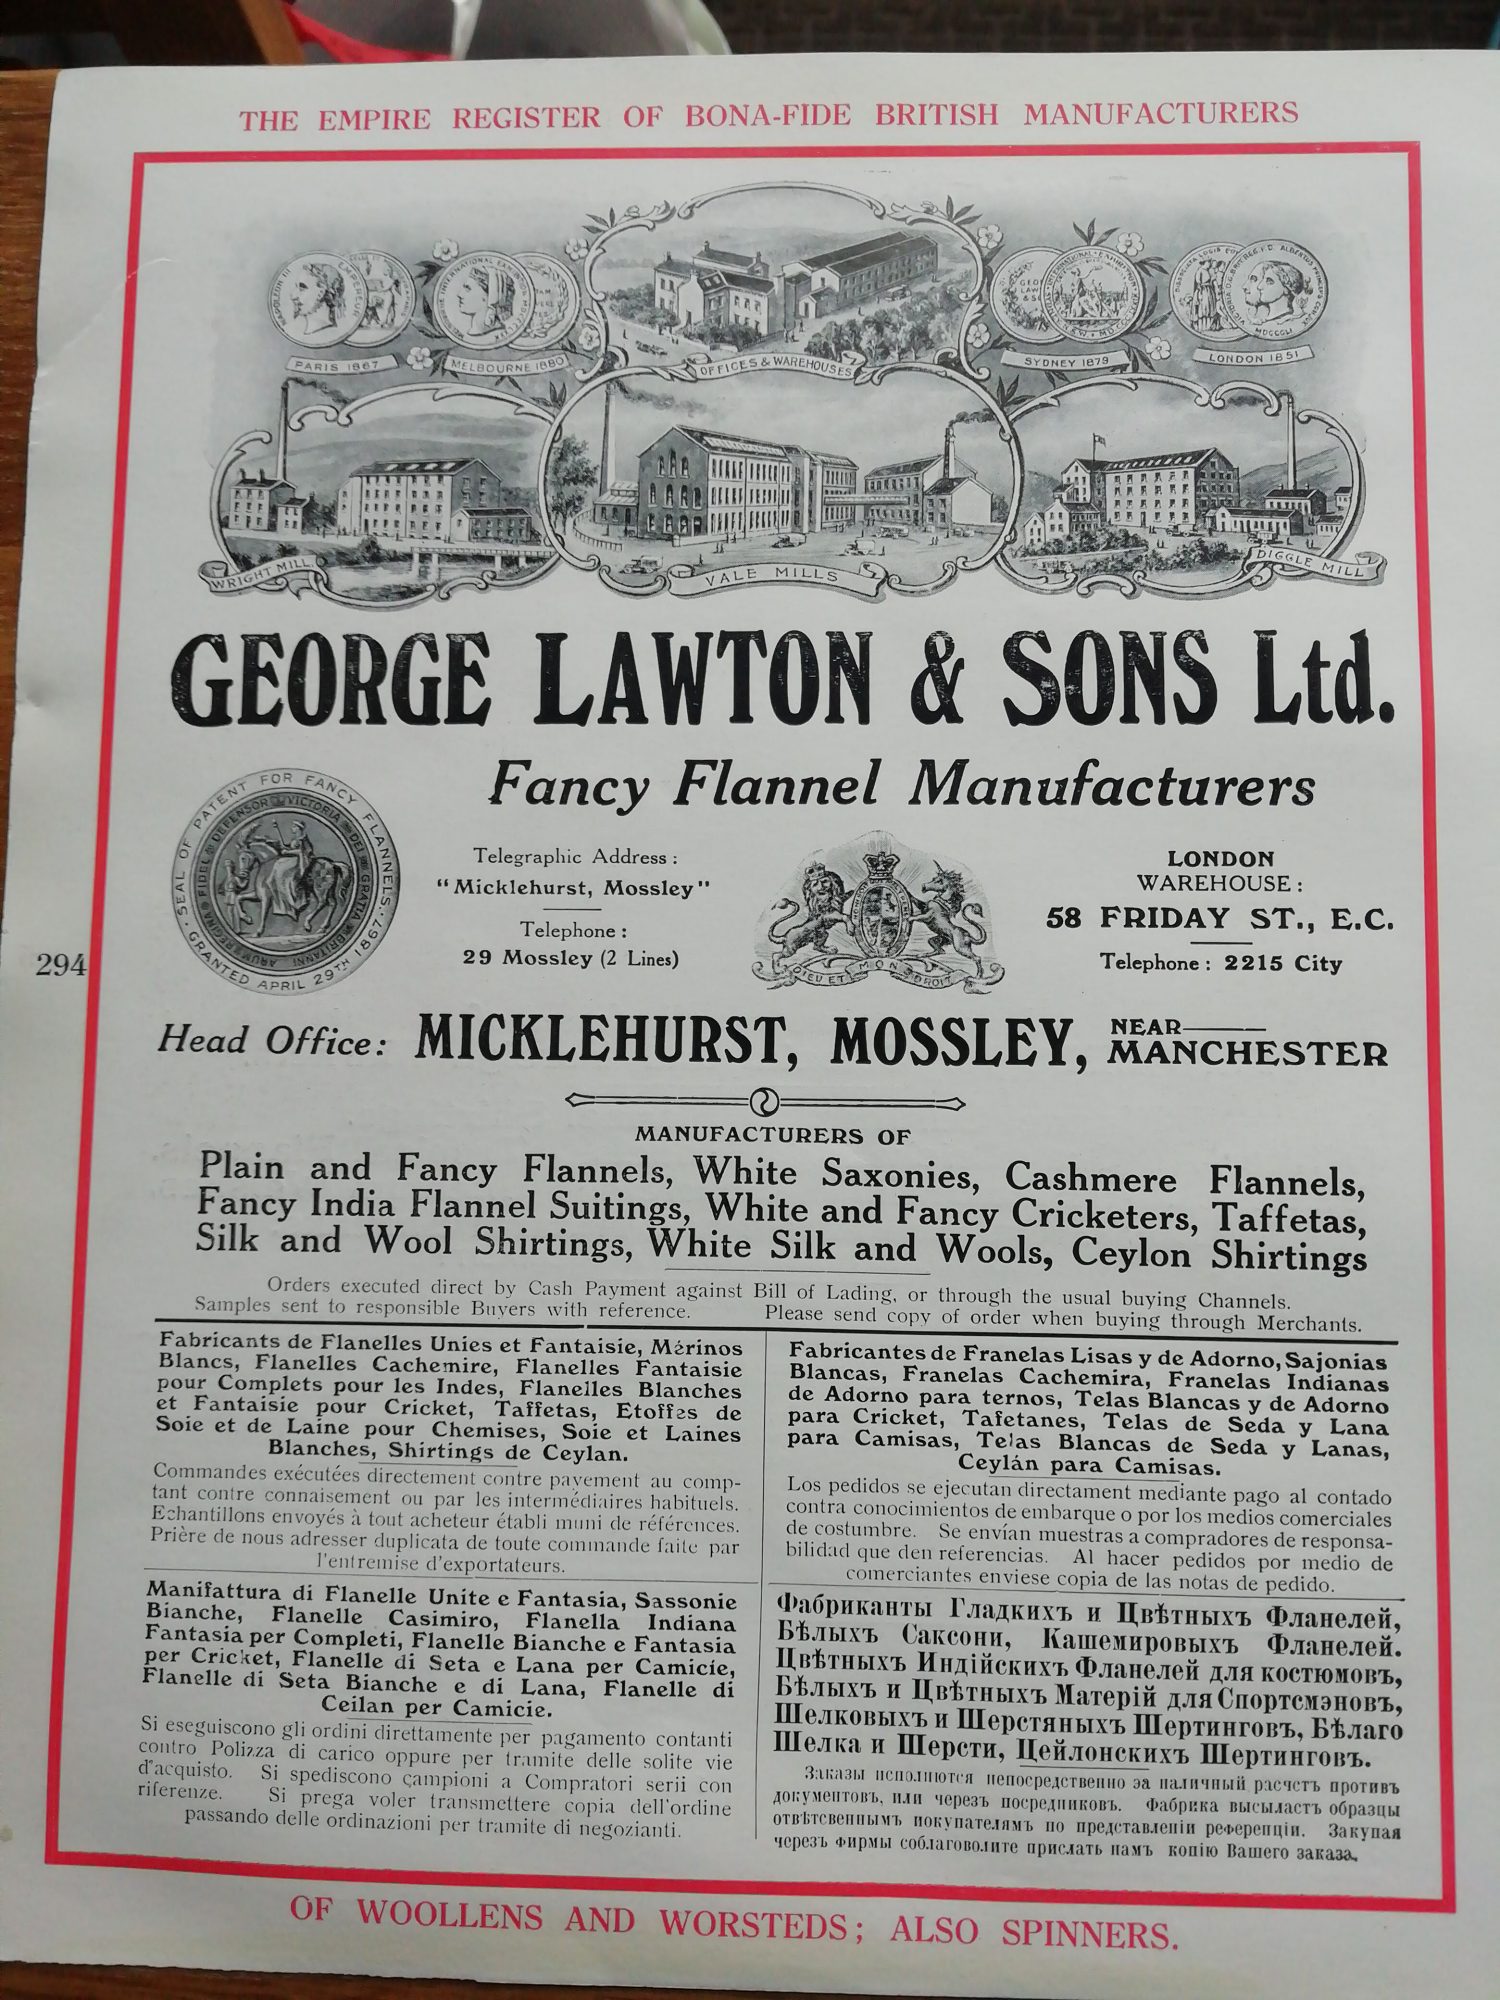 THE EMPIRE REGISTER OF BONA-FIDE BRITISH MANUFACTURERS
NAPOLEON III EMPEREUR
PARIS 1867
MELBOURNE 1880
OFFICES & WAREHOUSES
SYDNEY 1879
LONDON 1851
WRIGHT MILL
VALE MILLS
DIGGLE MILL
GEORGE LAWTON & SONS Ltd.
Fancy Flannel Manufacturers
SEAL OF PATENT FOR FANCY FLANNELS.
GRANTED APRIL 29TH 1867
Telegraphic Address:
"Micklehurst, Mossley"
Telephone:
29 Mossley (2 Lines)
DIEU ET MON DROIT
LONDON
WAREHOUSE:
58 FRIDAY ST., E.C.
Telephone: 2215 City
294
Head Office: MICKLEHURST, MOSSLEY, NEAR MANCHESTER
MANUFACTURERS OF
Plain and Fancy Flannels, White Saxonies, Cashmere Flannels,
Fancy India Flannel Suitings, White and Fancy Cricketers, Taffetas,
Silk and Wool Shirtings, White Silk and Wools, Ceylon Shirtings
Orders executed direct by Cash Payment against Bill of Lading, or through the usual buying Channels.
Samples sent to responsible Buyers with reference. Please send copy of order when buying through Merchants.
Fabricants de Flanelles Unies et Fantaisie, Mérinos
Blancs, Flanelles Cachemire, Flanelles Fantaisie
pour Complets pour les Indes, Flanelles Blanches
et Fantaisie pour Cricket, Taffetas, Etoffes de
Soie et de Laine pour Chemises, Soie et Laines
Blanches, Shirtings de Ceylan.
Commandes exécutées directement contre payement au comp-
tant contre connaisement ou par les intermédiaires habituels.
Echantillons envoyés à tout acheteur établi muni de références.
Prière de nous adresser duplicata de toute commande faite par
l'entremise d'exportateurs.
Fabricantes de Franelas Lisas y de Adorno, Sajonias
Blancas, Franelas Cachemira, Franelas Indianas
de Adorno para ternos, Telas Blancas y de Adorno
para Cricket, Tafetanes, Telas de Seda y Lana
para Camisas, Telas Blancas de Seda y Lanas,
Ceylán para Camisas.
Los pedidos se ejecutan directament mediante pago al contado
contra conocimientos de embarque o por los medios comerciales
de costumbre. Se envían muestras a compradores de responsa-
bilidad que den referencias. Al hacer pedidos por medio de
comerciantes enviese copia de las notas de pedido.
Manifattura di Flanelle Unite e Fantasia, Sassonie
Bianche, Flanelle Casimiro, Flanella Indiana
Fantasia per Completi, Flanelle Bianche e Fantasia
per Cricket, Flanelle di Seta e Lana per Camicie,
Flanelle di Seta Bianche e di Lana, Flanelle di
Ceilan per Camicie.
Si eseguiscono gli ordini direttamente per pagamento contanti
contro Polizza di carico oppure per tramite delle solite vie
d'acquisto. Si spediscono campioni a Compratori serii con
riferenze. Si prega voler transmettere copia dell'ordine
passando delle ordinazioni per tramite di negozianti.
Фабриканты Гладкихъ и Цвѣтныхъ Фланелей,
Бѣлыхъ Саксони, Кашемировыхъ Фланелей.
Цвѣтныхъ Индійскихъ Фланелей для костюмовъ,
Бѣлыхъ и Цвѣтныхъ Матерій для Спортсмэновъ,
Шелковыхъ и Шерстяныхъ Шертинговъ, Бѣлаго
Шелка и Шерсти, Цейлонскихъ Шертинговъ.
Заказы исполнются непосредственно за наличный расчстъ противъ
документовъ, или черезъ посредниковъ. Фабрика высыластъ образцы
отвѣтсвеннымъ покупателямъ по представленіи референціи. Закупая
черезъ фирмы соблаговолите прислать намъ копію Вашего заказа.
OF WOOLLENS AND WORSTEDS; ALSO SPINNERS.